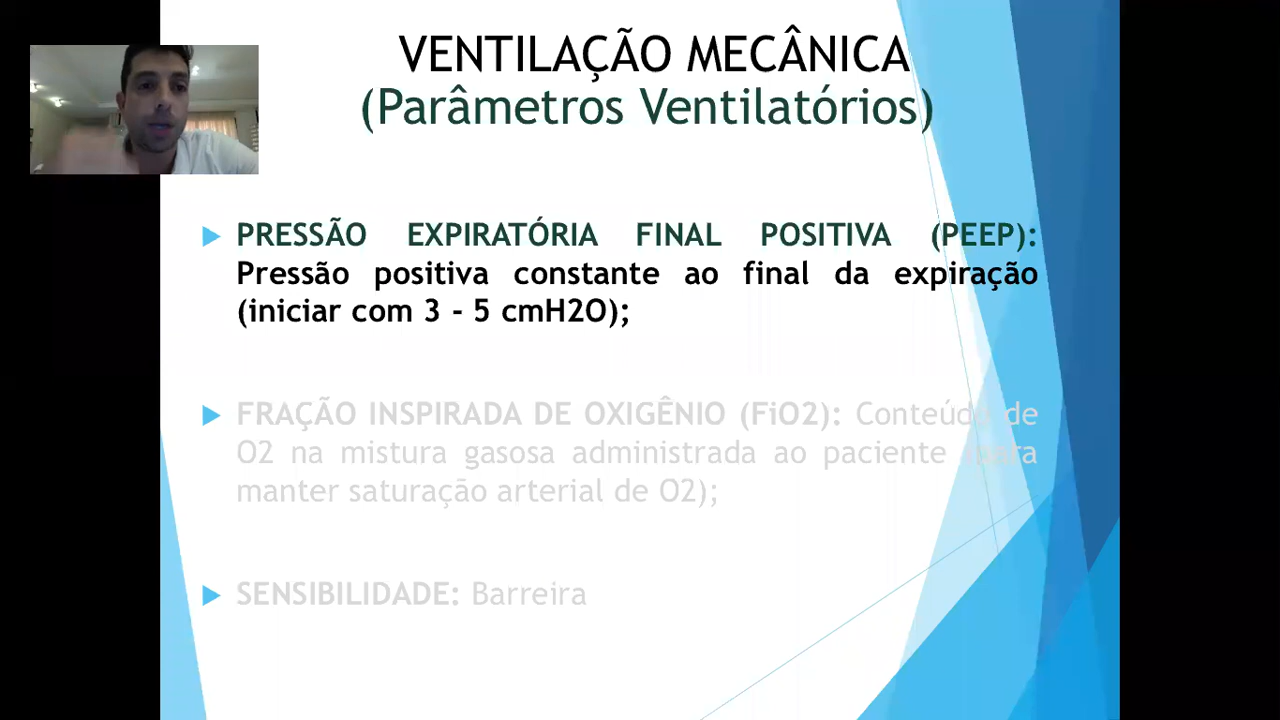 VENTILAÇÃO MECÂNICA
(Parâmetros Ventilatórios)
PRESSÃO EXPIRATÓRIA FINAL POSITIVA (PEEP):
Pressão positiva constante ao final da expiração
(iniciar com 3 - 5 cmH2O);
FRAÇÃO INSPIRADA DE OXIGÊNIO (FiO2): Conteúdo de
O2 na mistura gasosa administrada ao paciente (para
manter saturação arterial de O2);
SENSIBILIDADE: Barreira